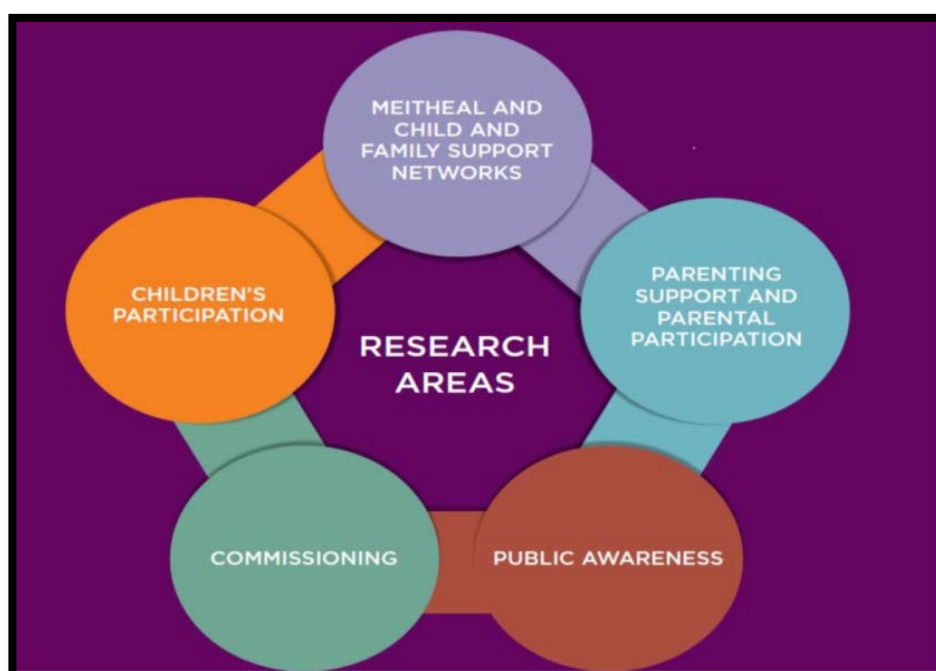 MEITHEAL AND
CHILD AND
FAMILY SUPPORT
NETWORKS
CHILDREN'S
PARTICIPATION
PARENTING
SUPPORT AND
PARENTAL
PARTICIPATION
RESEARCH
AREAS
COMMISSIONING
PUBLIC AWARENESS